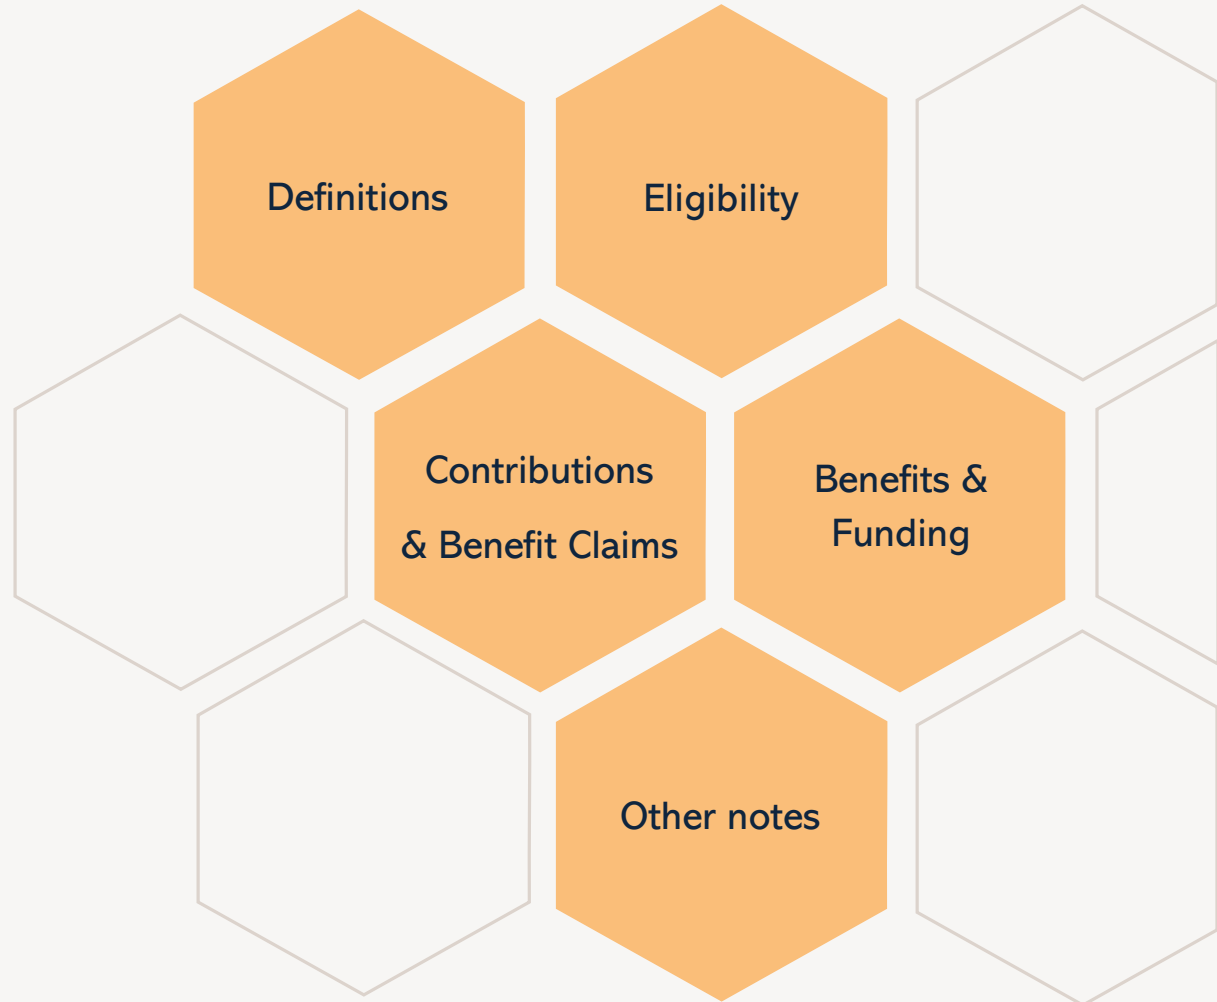 Definitions
Eligibility
Contributions
& Benefit Claims
Benefits &
Funding
Other notes